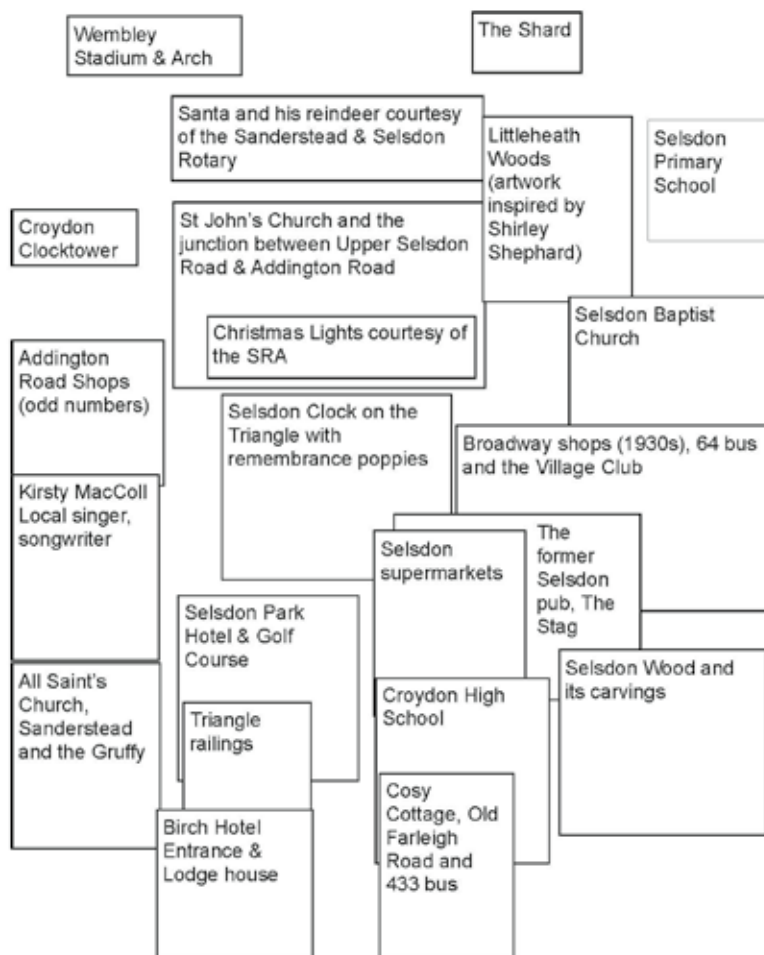 Wembley
Stadium & Arch
The Shard
Santa and his reindeer courtesy
of the Sanderstead & Selsdon
Rotary
Littleheath
Woods
(artwork
inspired by
Shirley
Shephard)
Selsdon
Primary
School
Croydon
Clocktower
St John's Church and the
junction between Upper Selsdon
Road & Addington Road
Christmas Lights courtesy of
the SRA
Selsdon Baptist
Church
Addington
Road Shops
(odd numbers)
Selsdon Clock on the
Triangle with
remembrance poppies
Broadway shops (1930s), 64 bus
and the Village Club
Kirsty MacColl
Local singer,
songwriter
Selsdon
supermarkets
The
former
Selsdon
pub, The
Stag
Selsdon Park
Hotel & Golf
Course
All Saint's
Church,
Sanderstead
and the Gruffy
Triangle
railings
Croydon High
School
Selsdon Wood and
its carvings
Birch Hotel
Entrance &
Lodge house
Cosy
Cottage, Old
Farleigh
Road and
433 bus